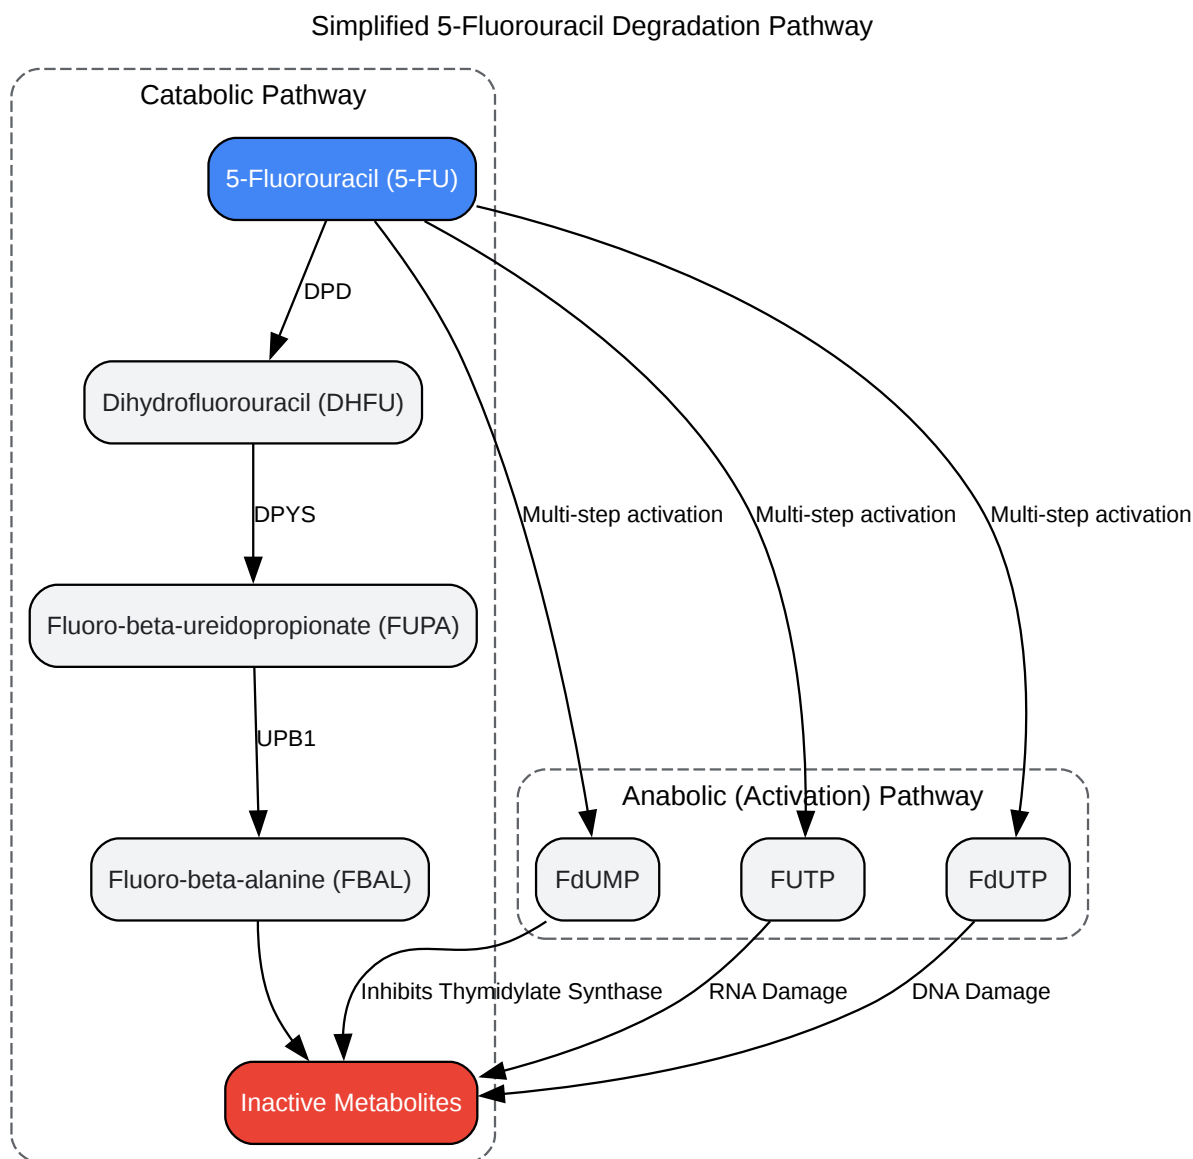 Simplified 5-Fluorouracil Degradation Pathway
Catabolic Pathway
5-Fluorouracil (5-FU)
DPD
Dihydrofluorouracil (DHFU)
DPYS
Multi-step activation
Multi-step activation
Multi-step activation
Fluoro-beta-ureidopropionate (FUPA)
UPB1
Anabolic (Activation) Pathway
Fluoro-beta-alanine (FBAL)
FdUMP
FUTP
FdUTP
Inhibits Thymidylate Synthase
RNA Damage
DNA Damage
Inactive Metabolites